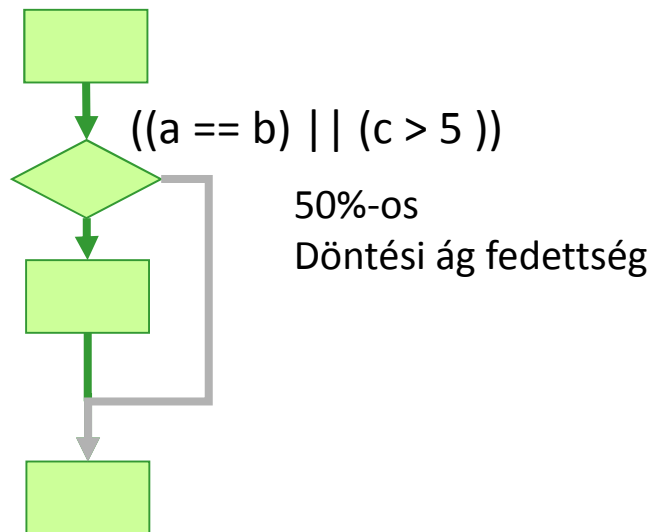 ((a == b) || (c > 5 ))
50%-os
Döntési ág fedettség